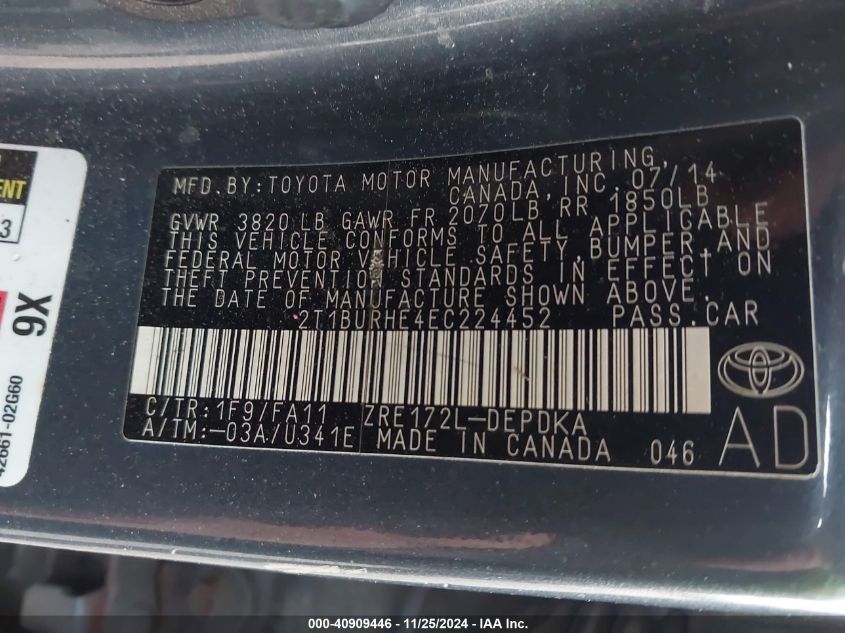 MFD. BY: TOYOTA MOTOR MANUFACTURING,
CANADA, INC. 07/14
GVWR 3820 LB GAWR FR 2070LB RR 1850LB
THIS VEHICLE CONFORMS TO ALL APPLICABLE
FEDERAL MOTOR VEHICLE SAFETY, BUMPER AND
THEFT PREVENTION STANDARDS IN EFFECT ON
THE DATE OF MANUFACTURE SHOWN ABOVE.
2T1BURHE4EC224452 PASS.CAR
C/TR:1F9/FA11 ZRE172L-DEPDKA
A/TM:-03A/U341E MADE IN CANADA 046
AD
3
9X
42661-02G60
000-40909446 - 11/25/2024 - IAA Inc.